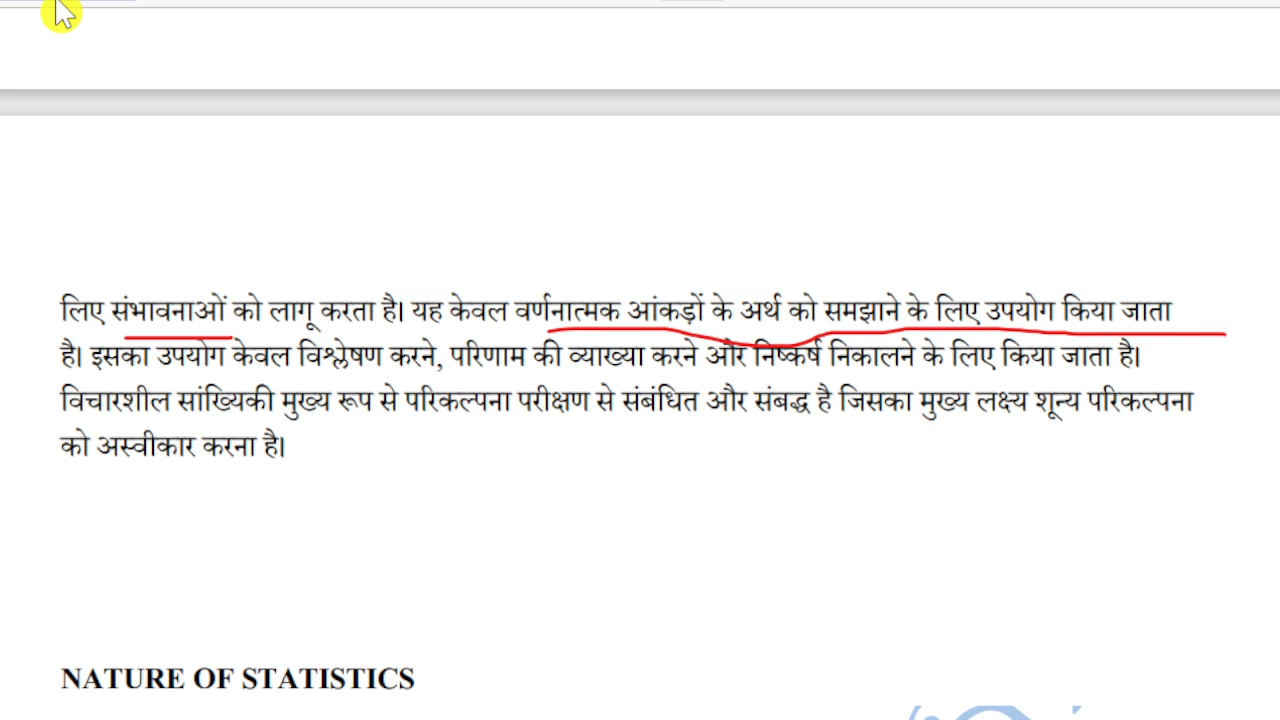 लिए संभावनाओं को लागू करता है। यह केवल वर्णनात्मक आंकड़ों के अर्थ को समझाने के लिए उपयोग किया जाता
है। इसका उपयोग केवल विश्लेषण करने, परिणाम की व्याख्या करने और निष्कर्ष निकालने के लिए किया जाता है।
विचारशील सांख्यिकी मुख्य रूप से परिकल्पना परीक्षण से संबंधित और संबद्ध है जिसका मुख्य लक्ष्य शून्य परिकल्पना
को अस्वीकार करना है।
NATURE OF STATISTICS